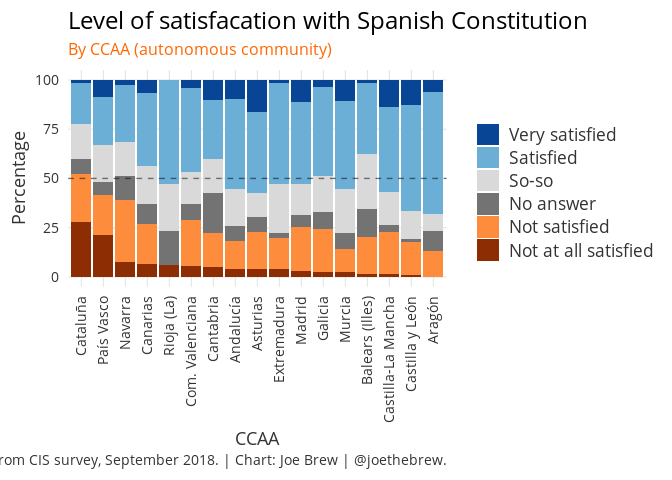 Level of satisfacation with Spanish Constitution
By CCAA (autonomous community)
Percentage
100
75
50
25
0
Very satisfied
Satisfied
So-so
No answer
Not satisfied
Not at all satisfied
Cataluña
País Vasco
Navarra
Canarias
Rioja (La)
Com. Valenciana
Cantabria
Andalucía
Asturias
Extremadura
Madrid
Galicia
Murcia
Balears (Illes)
Castilla-La Mancha
Castilla y León
Aragón
CCAA
CIS survey, September 2018. | Chart: Joe Brew | @joethebrew.